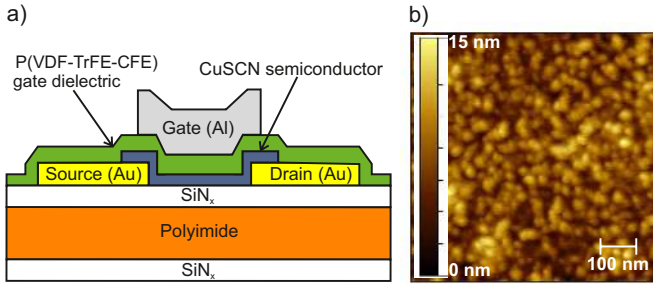 a)
P(VDF-TrFE-CFE)
gate dielectric
CuSCN semiconductor
Gate (Al)
Source (Au)
Drain (Au)
SiNₓ
Polyimide
SiNₓ
b)
15 nm
0 nm
100 nm